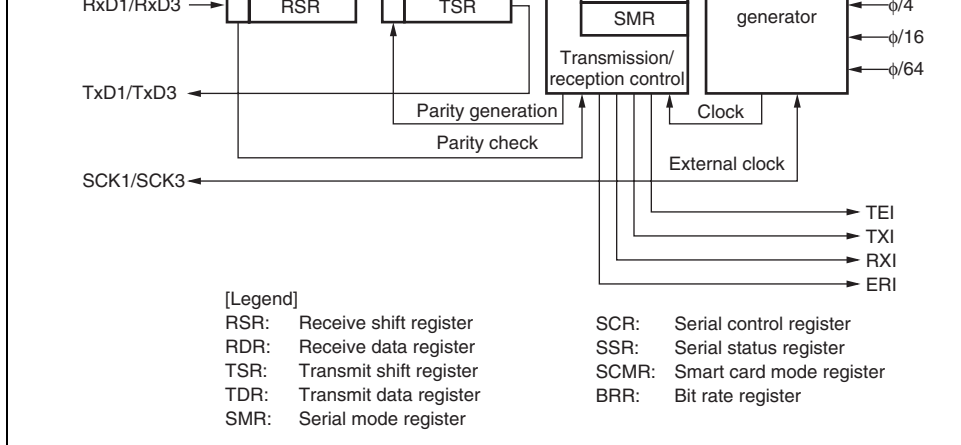 RxD1/RxD3
RSR
TSR
SMR
generator
ϕ/4
ϕ/16
ϕ/64
Transmission/
reception control
TxD1/TxD3
Parity generation
Clock
Parity check
External clock
SCK1/SCK3
TEI
TXI
RXI
ERI
[Legend]
RSR: Receive shift register
RDR: Receive data register
TSR: Transmit shift register
TDR: Transmit data register
SMR: Serial mode register
SCR: Serial control register
SSR: Serial status register
SCMR: Smart card mode register
BRR: Bit rate register